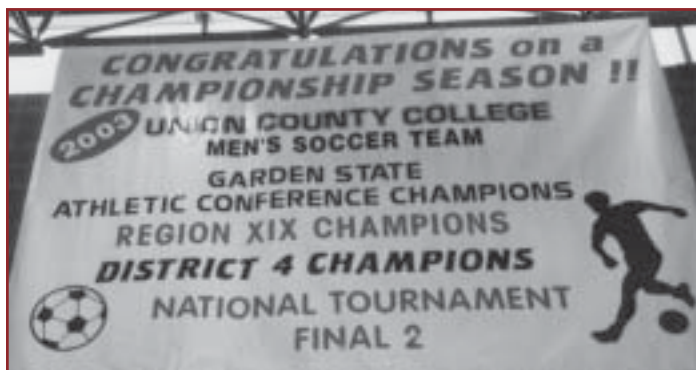 CONGRATULATIONS on a
CHAMPIONSHIP SEASON !!
2003 UNION COUNTY COLLEGE
MEN'S SOCCER TEAM
GARDEN STATE
ATHLETIC CONFERENCE CHAMPIONS
REGION XIX CHAMPIONS
DISTRICT 4 CHAMPIONS
NATIONAL TOURNAMENT
FINAL 2